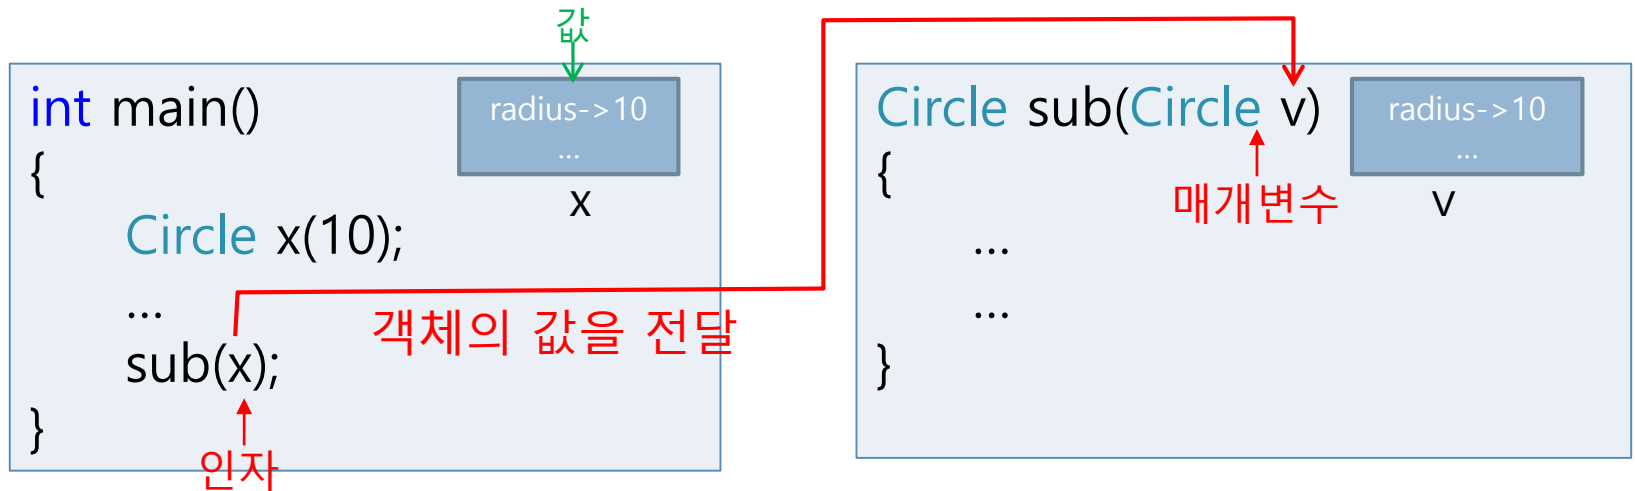 값
int main()
{
radius->10
...
x
Circle x(10);
...
객체의 값을 전달
sub(x);
}
인자
Circle sub(Circle v)
{
radius->10
...
매개변수
v
...
...
}